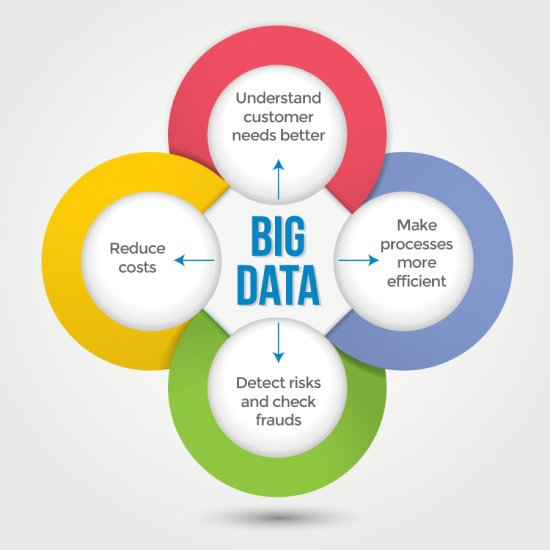 Understand
customer
needs better
Reduce
costs
BIG
DATA
Make
processes
more
efficient
Detect risks
and check
frauds